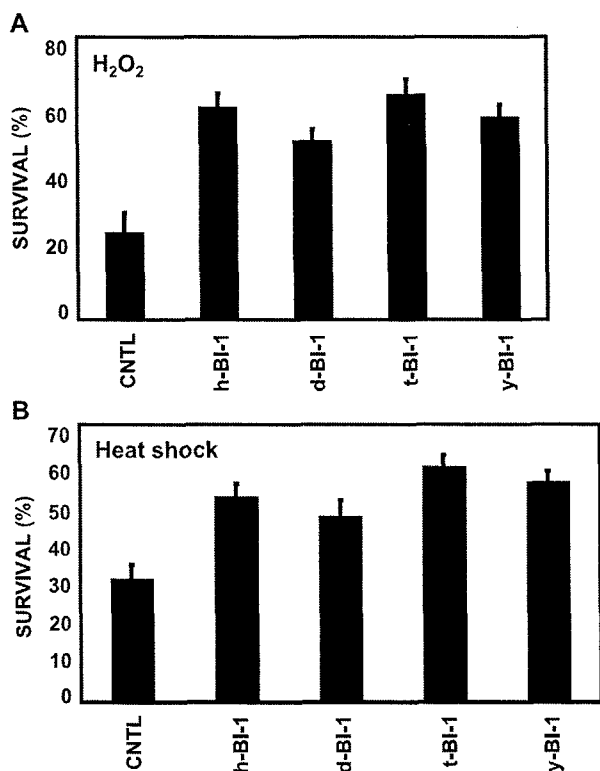 A
H₂O₂
SURVIVAL (%)
80
60
40
20
0
CNTL
h-BI-1
d-BI-1
t-BI-1
y-BI-1
B
Heat shock
SURVIVAL (%)
70
60
50
40
30
20
10
0
CNTL
h-BI-1
d-BI-1
t-BI-1
y-BI-1